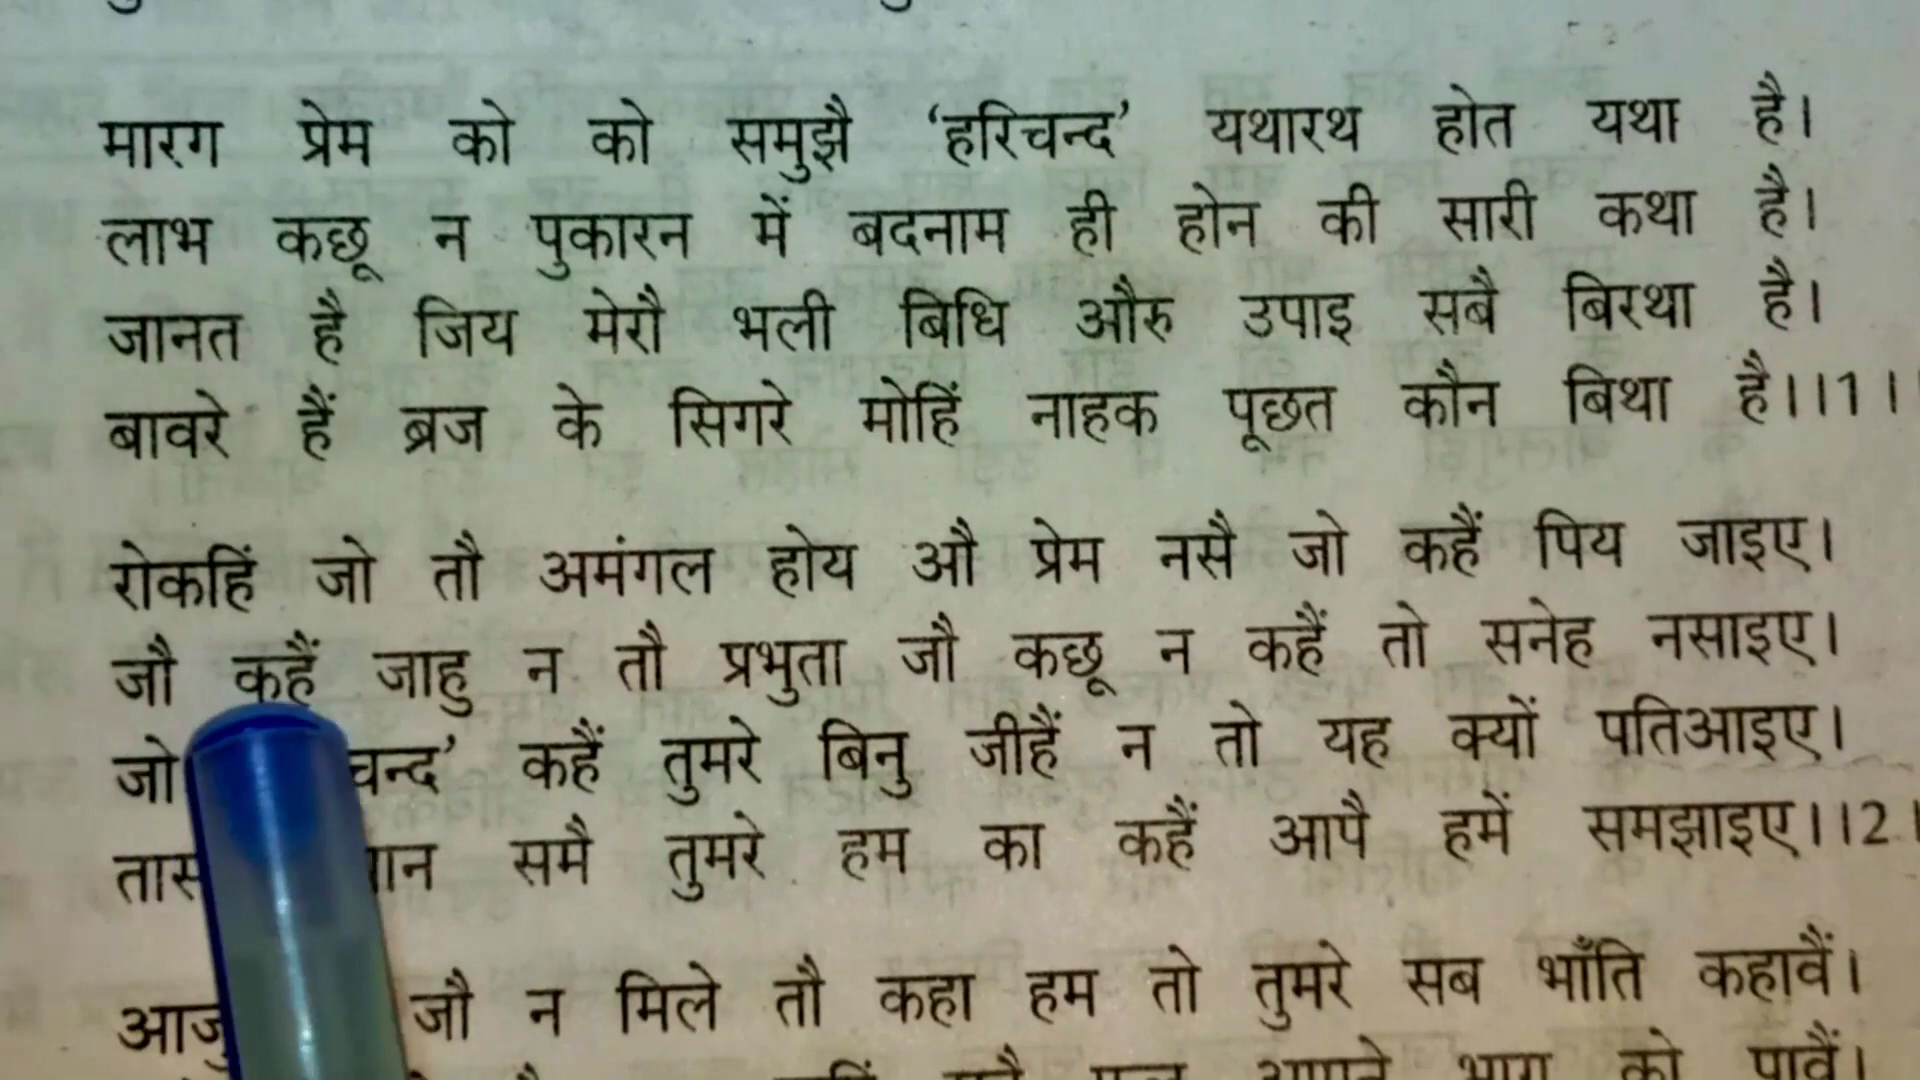 मारग प्रेम को को समुझै ‘हरिचन्द’ यथारथ होत यथा है।
लाभ कछू न पुकारन में बदनाम ही होन की सारी कथा है।
जानत है जिय मेरौ भली बिधि औरु उपाइ सबै बिरथा है।
बावरे हैं ब्रज के सिगरे मोहिं नाहक पूछत कौन बिथा है।।1।
रोकहिं जो तौ अमंगल होय औ प्रेम नसै जो कहैं पिय जाइए।
जौ कहैं जाहु न तौ प्रभुता जौ कछू न कहैं तो सनेह नसाइए।
जो चन्द’ कहैं तुमरे बिनु जीहैं न तो यह क्यों पतिआइए।
समै तुमरे हम का कहैं आपै हमें समझाइए।।2।
जौ न मिले तौ कहा हम तो तुमरे सब भाँति कहावैं।
भाग को पावैं।